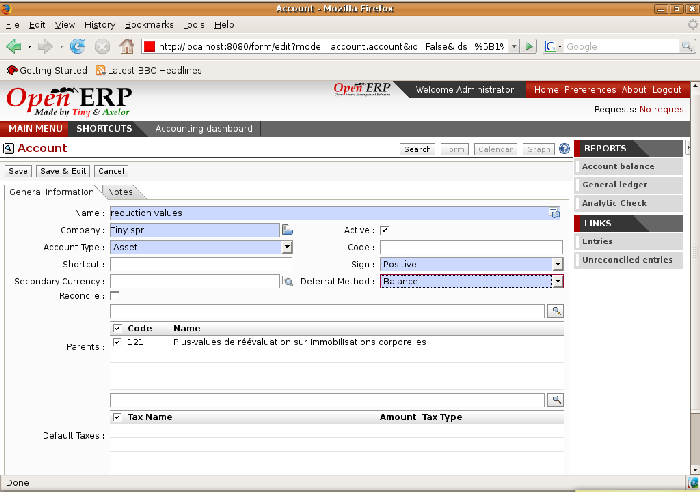 Account - Mozilla Firefox
File Edit View History Bookmarks Tools Help
http://localhost:8080/form/edit?mode account.account&id False&ids %5B1% Google
Getting Started Latest BBC Headlines
Open ERP
Made by Tiny & Axelor
Open ERP Welcome Administrator Home Preferences About Logout
Requests: No reques
MAIN MENU SHORTCUTS Accounting dashboard
Account Search Form Calendar Graph
Save Save & Edit Cancel
General Information Notes
Name : reduction values
Company : Tiny sprl
Active :
Account Type : Asset
Code :
Shortcut :
Sign : Positive
Secondary Currency :
Deferral Method : Balance
Reconcile :
Parents :
Code Name
121 Plus-values de réévaluation sur immobilisations corporelles
Default Taxes :
Tax Name Amount Tax Type
REPORTS
Account balance
General ledger
Analytic Check
LINKS
Entries
Unreconciled entries
Done